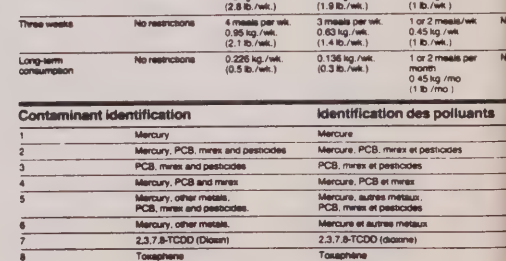 (2.8 lb./wk.) (1.9 lb./wk.) (1 lb./wk.)
Three weeks No restrictions 4 meals per wk. 3 meals per wk. 1 or 2 meals/wk. N
0.95 kg./wk. 0.63 kg./wk. 0.45 kg./wk
(2.1 lb./wk.) (1.4 lb./wk.) (1 lb./wk.)
Long-term No restrictions 0.226 kg./wk. 0.136 kg./wk. 1 or 2 meals per N
consumption (0.5 lb./wk.) (0.3 lb./wk.) month
0.45 kg /mo
(1 lb /mo )
Contaminant identification Identification des polluants
1 Mercury Mercure
2 Mercury, PCB, mirex and pesticides Mercure, PCB, mirex et pesticides
3 PCB, mirex and pesticides PCB, mirex et pesticides
4 Mercury, PCB and mirex Mercure, PCB et mirex
5 Mercury, other metals, Mercure, autres métaux,
PCB, mirex and pesticides. PCB, mirex et pesticides
6 Mercury, other metals. Mercure et autres métaux
7 2,3,7,8-TCDD (Dioxin) 2,3,7,8-TCDD (dioxine)
8 Toxaphene Toxaphène